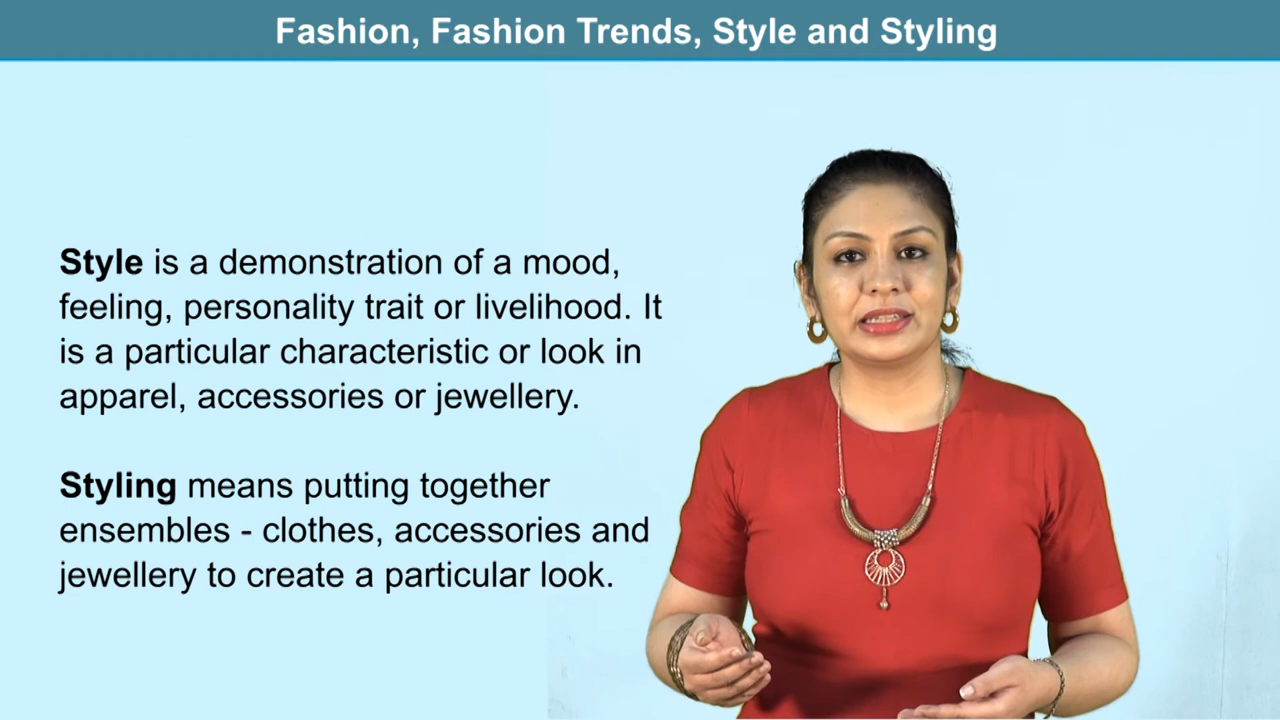 Fashion, Fashion Trends, Style and Styling
Style is a demonstration of a mood,
feeling, personality trait or livelihood. It
is a particular characteristic or look in
apparel, accessories or jewellery.
Styling means putting together
ensembles - clothes, accessories and
jewellery to create a particular look.